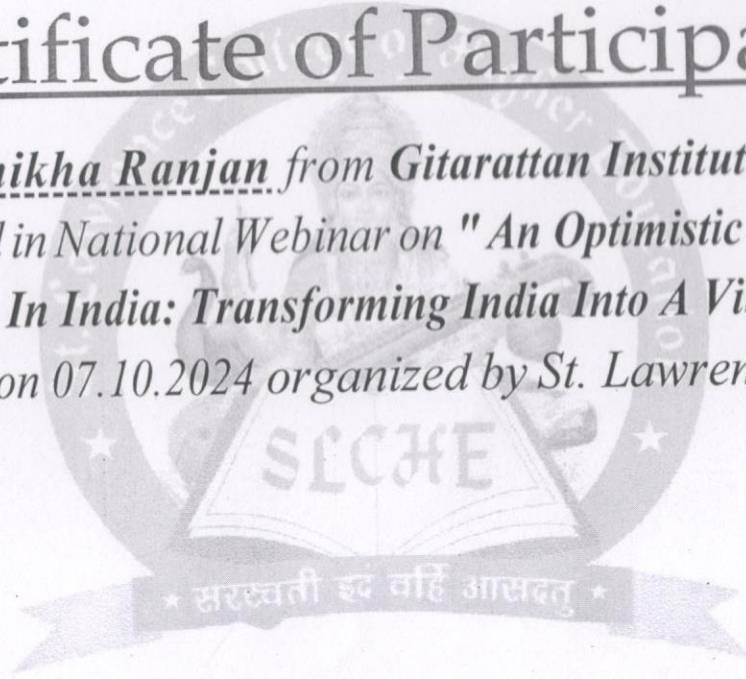 tificate of Participa
ikha Ranjan from Gitarattan Institut
in National Webinar on " An Optimistic
In India: Transforming India Into A Vi
on 07.10.2024 organized by St. Lawren
SLCHE
* सरस्वती इदं वर्हि आसदतु *